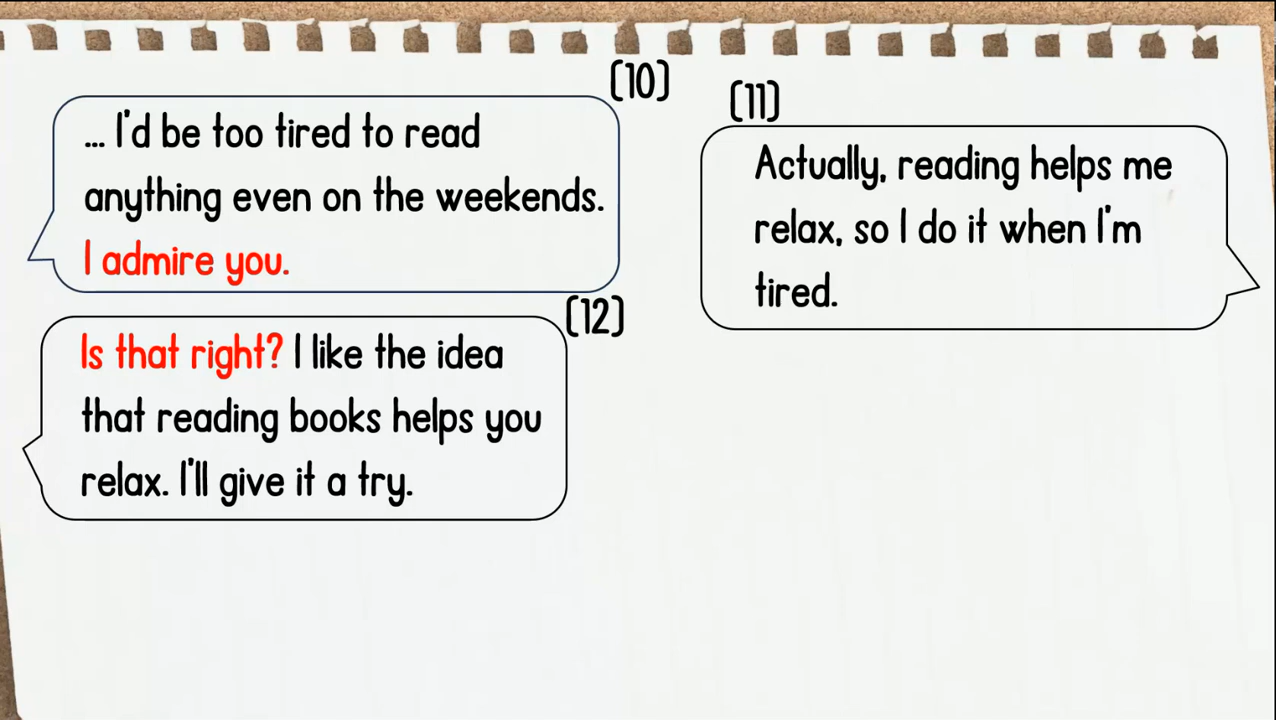 (10)
... I'd be too tired to read
anything even on the weekends.
I admire you.
(11)
Actually, reading helps me
relax, so I do it when I'm
tired.
(12)
Is that right? I like the idea
that reading books helps you
relax. I'll give it a try.